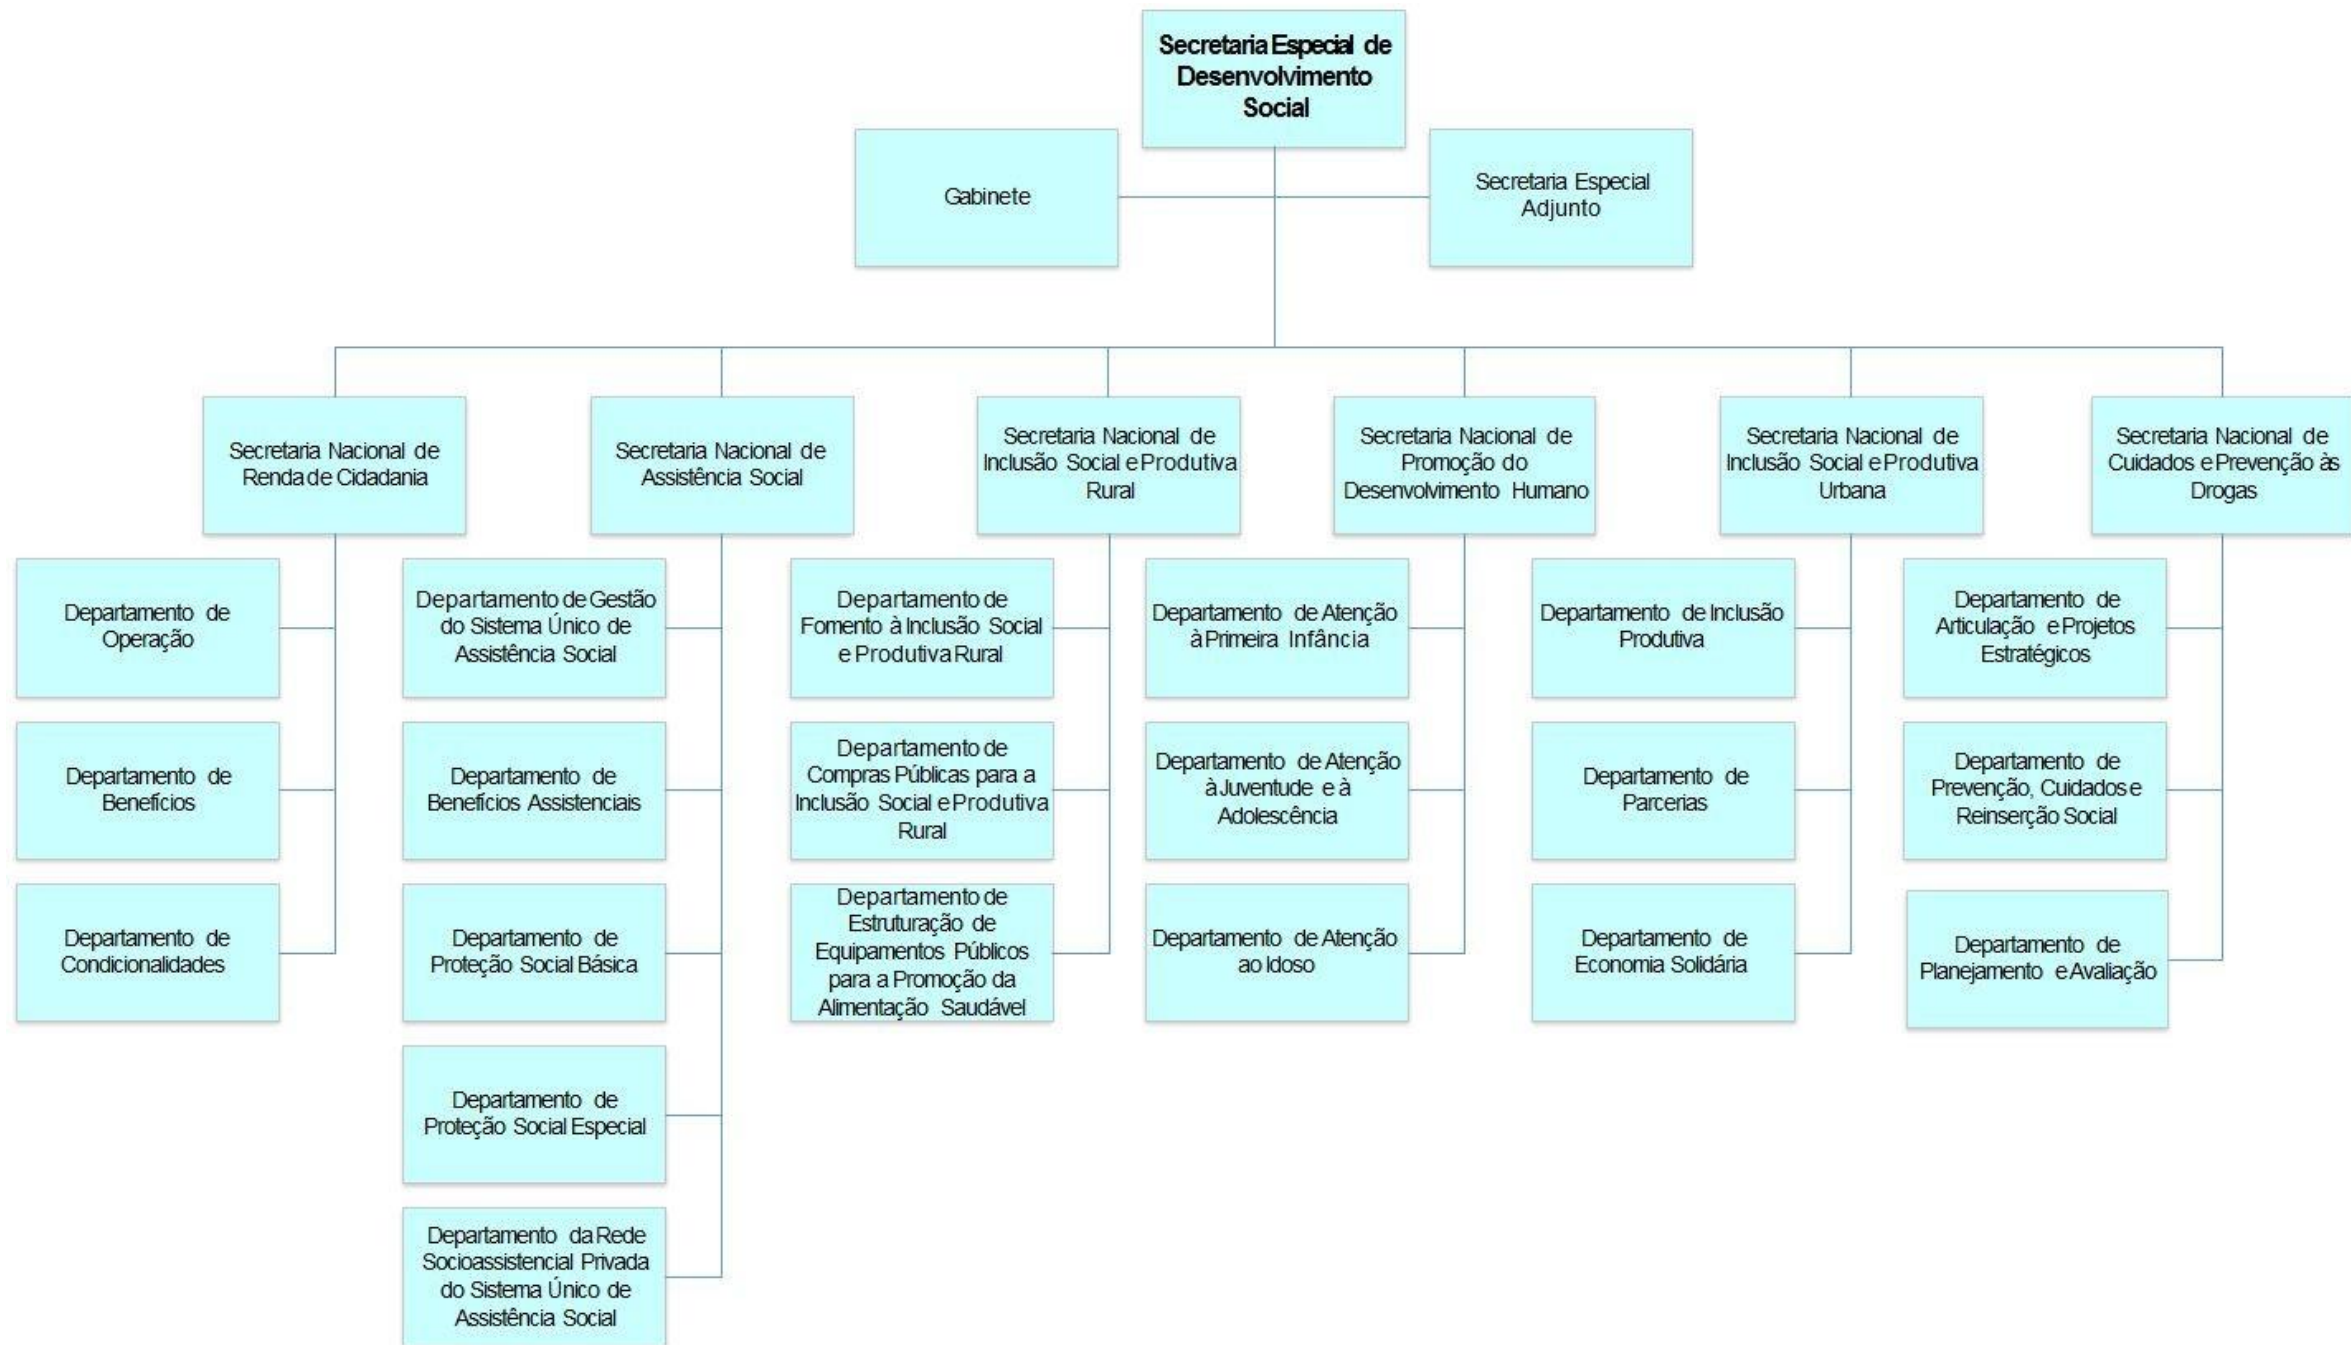 Secretaria Especial de
Desenvolvimento
Social
Gabinete
Secretaria Especial
Adjunto
Secretaria Nacional de
Renda de Cidadania
Secretaria Nacional de
Assistência Social
Secretaria Nacional de
Inclusão Social e Produtiva
Rural
Secretaria Nacional de
Promoção do
Desenvolvimento Humano
Secretaria Nacional de
Inclusão Social e Produtiva
Urbana
Secretaria Nacional de
Cuidados e Prevenção às
Drogas
Departamento de
Operação
Departamento de
Benefícios
Departamento de
Condicionalidades
Departamento de Gestão
do Sistema Único de
Assistência Social
Departamento de
Benefícios Assistenciais
Departamento de
Proteção Social Básica
Departamento de
Proteção Social Especial
Departamento da Rede
Socioassistencial Privada
do Sistema Único de
Assistência Social
Departamento de
Fomento à Inclusão Social
e Produtiva Rural
Departamento de
Compras Públicas para a
Inclusão Social e Produtiva
Rural
Departamento de
Estruturação de
Equipamentos Públicos
para a Promoção da
Alimentação Saudável
Departamento de Atenção
à Primeira Infância
Departamento de Atenção
à Juventude e à
Adolescência
Departamento de Atenção
ao Idoso
Departamento de Inclusão
Produtiva
Departamento de
Parcerias
Departamento de
Economia Solidária
Departamento de
Articulação e Projetos
Estratégicos
Departamento de
Prevenção, Cuidados e
Reinserção Social
Departamento de
Planejamento e Avaliação